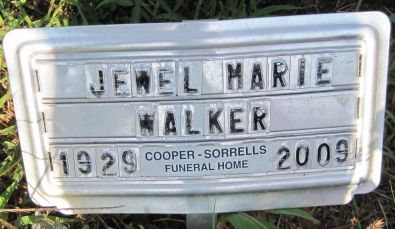 JEWEL MARIE
WALKER
1929 COOPER - SORRELLS 2009
FUNERAL HOME